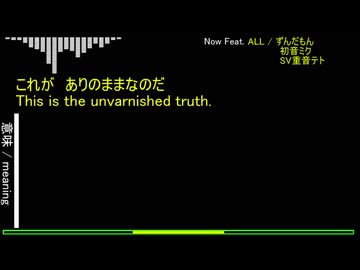 Now Feat. ALL / ずんだもん
初音ミク
SV重音テト
これが ありのままなのだ
This is the unvarnished truth.
意味 / meaning